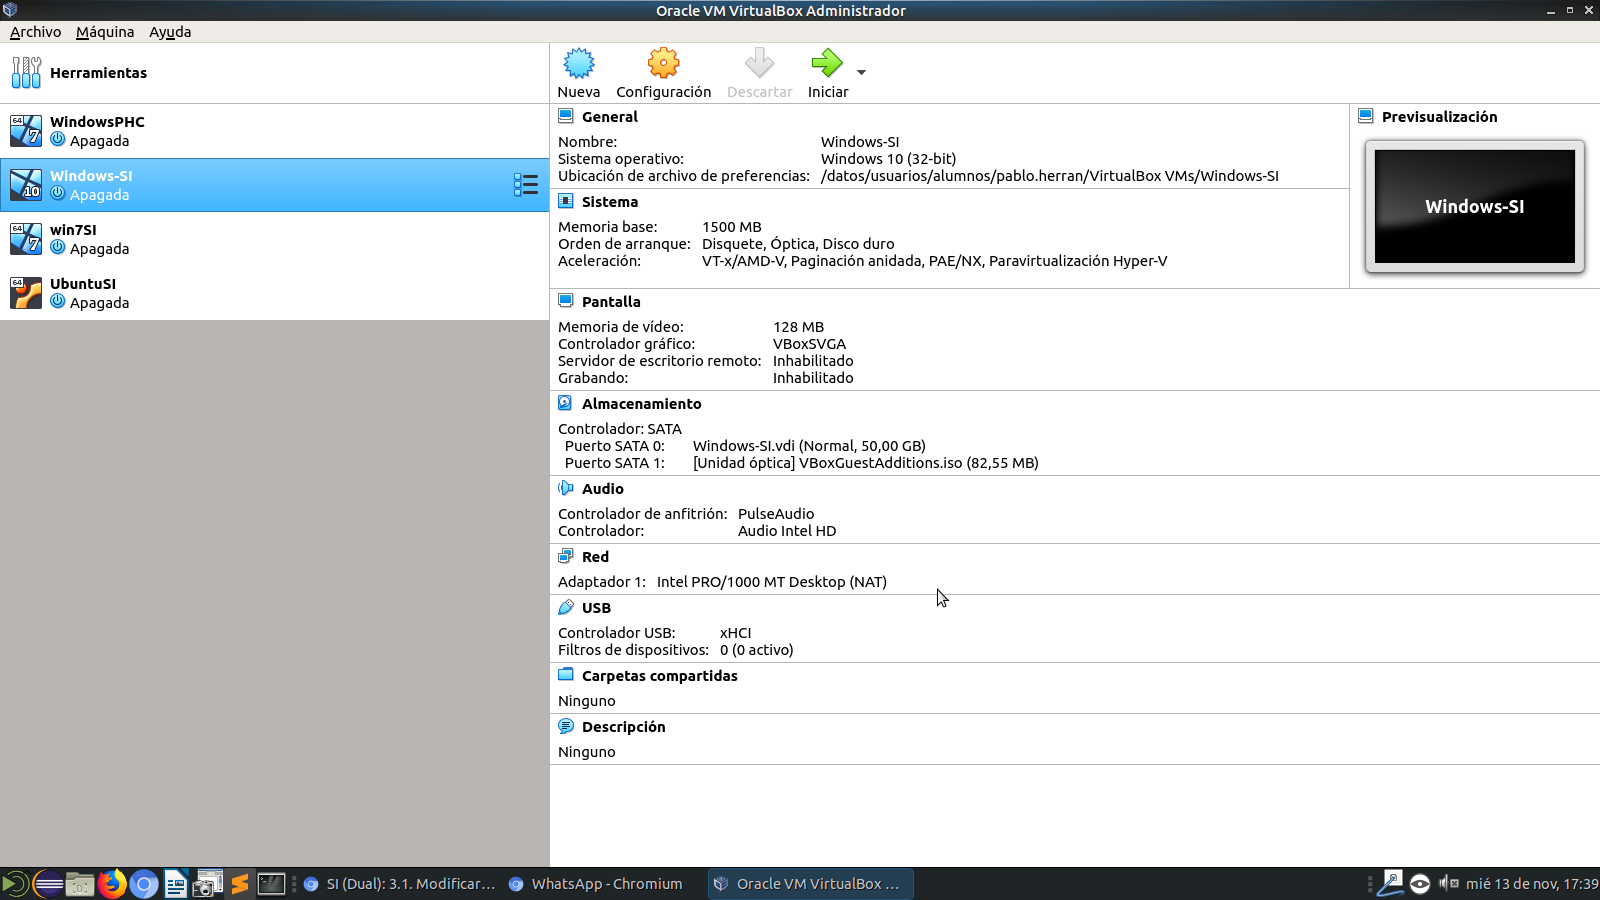 Oracle VM VirtualBox Administrador
Archivo Máquina Ayuda
Herramientas
Nueva Configuración Descartar Iniciar
64 7 WindowsPHC
Apagada
10 Windows-SI
Apagada
64 7 win7SI
Apagada
64 UbuntuSI
Apagada
General
Nombre: Windows-SI
Sistema operativo: Windows 10 (32-bit)
Ubicación de archivo de preferencias: /datos/usuarios/alumnos/pablo.herran/VirtualBox VMs/Windows-SI
Previsualización
Windows-SI
Sistema
Memoria base: 1500 MB
Orden de arranque: Disquete, Óptica, Disco duro
Aceleración: VT-x/AMD-V, Paginación anidada, PAE/NX, Paravirtualización Hyper-V
Pantalla
Memoria de vídeo: 128 MB
Controlador gráfico: VBoxSVGA
Servidor de escritorio remoto: Inhabilitado
Grabando: Inhabilitado
Almacenamiento
Controlador: SATA
Puerto SATA 0: Windows-SI.vdi (Normal, 50,00 GB)
Puerto SATA 1: [Unidad óptica] VBoxGuestAdditions.iso (82,55 MB)
Audio
Controlador de anfitrión: PulseAudio
Controlador: Audio Intel HD
Red
Adaptador 1: Intel PRO/1000 MT Desktop (NAT)
USB
Controlador USB: xHCI
Filtros de dispositivos: 0 (0 activo)
Carpetas compartidas
Ninguno
Descripción
Ninguno
SI (Dual): 3.1. Modificar... WhatsApp - Chromium Oracle VM VirtualBox ... mié 13 de nov, 17:39